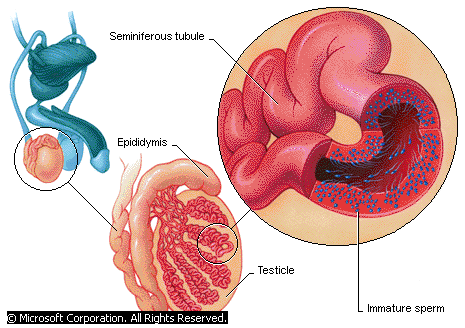 Seminiferous tubule
Epididymis
Testicle
Immature sperm
© Microsoft Corporation. All Rights Reserved.